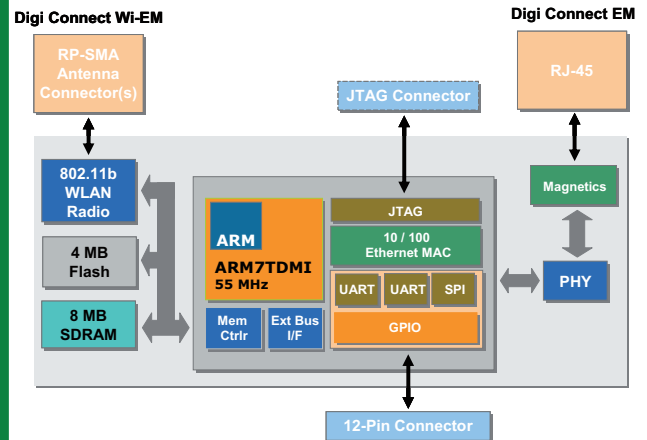 Digi Connect Wi-EM
Digi Connect EM
RP-SMA
Antenna
Connector(s)
RJ-45
JTAG Connector
802.11b
WLAN
Radio
Magnetics
JTAG
10 / 100
Ethernet MAC
ARM
ARM7TDMI
55 MHz
4 MB
Flash
UART
UART
SPI
PHY
8 MB
SDRAM
Mem
Ctrlr
Ext Bus
I/F
GPIO
12-Pin Connector